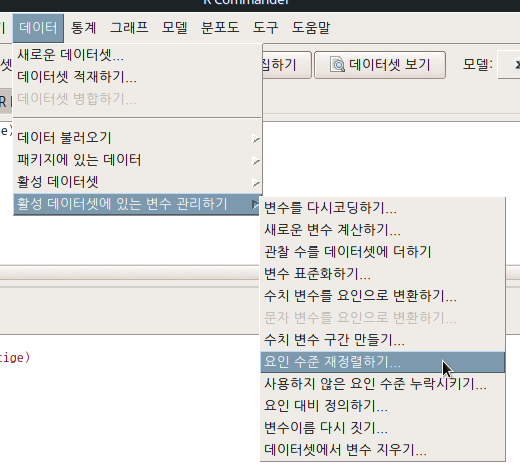 R Commander
데이터 통계 그래프 모델 분포도 도구 도움말
새로운 데이터셋...
데이터셋 적재하기...
집하기 데이터셋 보기 모델:
데이터셋 병합하기...
데이터 불러오기
패키지에 있는 데이터
활성 데이터셋
활성 데이터셋에 있는 변수 관리하기
변수를 다시코딩하기...
새로운 변수 계산하기...
관찰 수를 데이터셋에 더하기
변수 표준화하기...
수치 변수를 요인으로 변환하기...
문자 변수를 요인으로 변환하기...
수치 변수 구간 만들기...
요인 수준 재정렬하기...
tige)
사용하지 않은 요인 수준 누락시키기...
요인 대비 정의하기...
변수이름 다시 짓기...
데이터셋에서 변수 지우기...